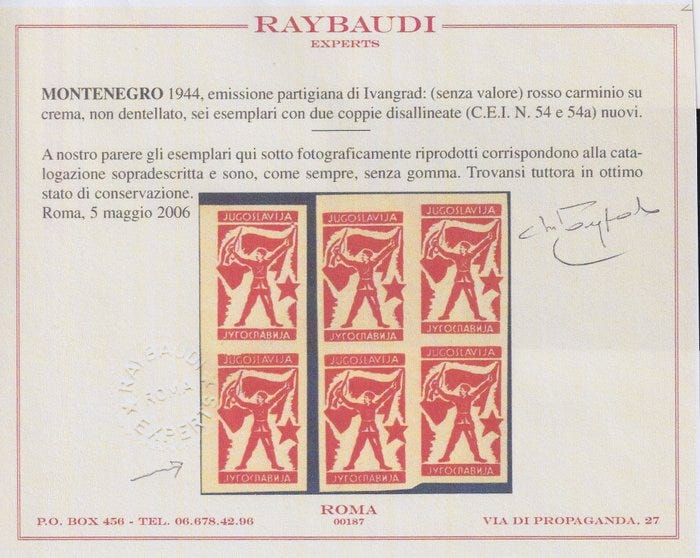 RAYBAUDI
EXPERTS
MONTENEGRO 1944, emissione partigiana di Ivangrad: (senza valore) rosso carminio su
crema, non dentellato, sei esemplari con due coppie disallineate (C.E.I. N. 54 e 54a) nuovi.
A nostro parere gli esemplari qui sotto fotograficamente riprodotti corrispondono alla cata-
logazione sopradescritta e sono, come sempre, senza gomma. Trovansi tuttora in ottimo
stato di conservazione.
Roma, 5 maggio 2006
JUGOSLAVIJA JUGOSLAVIJA JUGOSLAVIJA
ЈУГОСЛАВИЈА ЈУГОСЛАВИЈА ЈУГОСЛАВИЈА
JUGOSLAVIJA JUGOSLAVIJA JUGOSLAVIJA
ЈУГОСЛАВИЈА ЈУГОСЛАВИЈА ЈУГОСЛАВИЈА
RAYBAUDI
ROMA
EXPERTS
ROMA
00187
P.O. BOX 456 - TEL. 06.678.42.96
VIA DI PROPAGANDA. 27